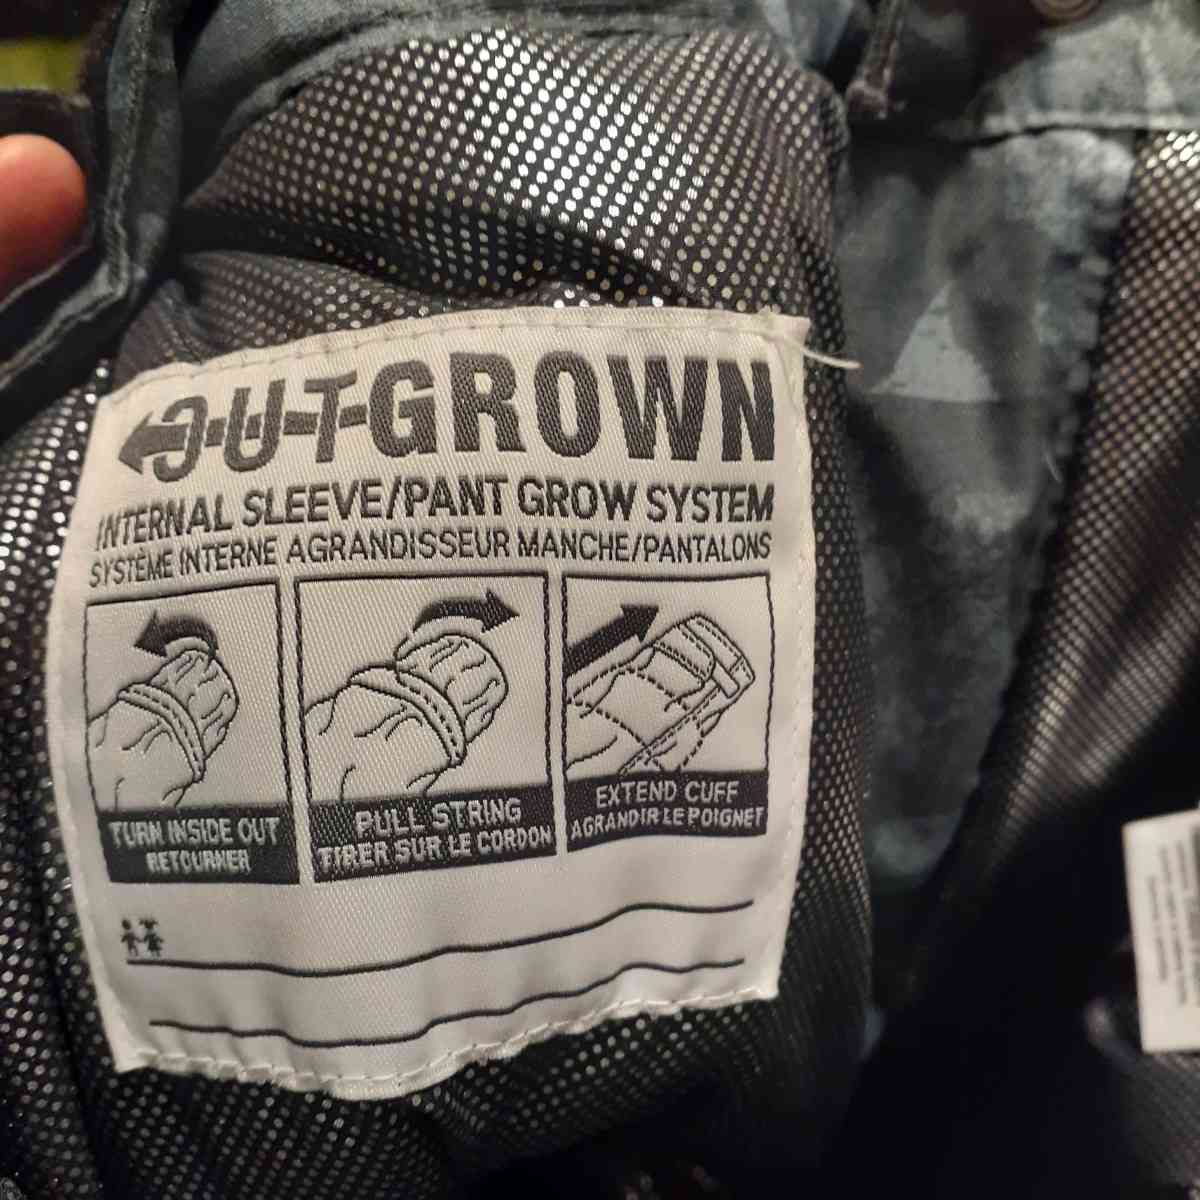 OUTGROWN
INTERNAL SLEEVE/PANT GROW SYSTEM
SYSTÈME INTERNE AGRANDISSEUR MANCHE/PANTALONS
TURN INSIDE OUT
RETOURNER
PULL STRING
TIRER SUR LE CORDON
EXTEND CUFF
AGRANDIR LE POIGNET